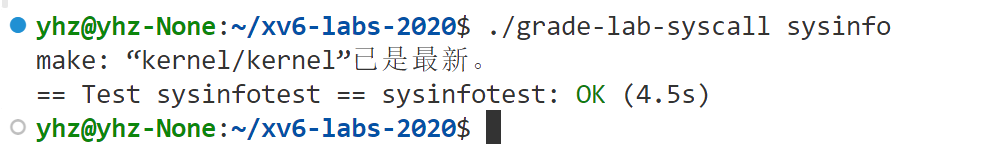 yhz@yhz-None:~/xv6-labs-2020$ ./grade-lab-syscall sysinfo
make: “kernel/kernel”已是最新。
== Test sysinfotest == sysinfotest: OK (4.5s)
yhz@yhz-None:~/xv6-labs-2020$